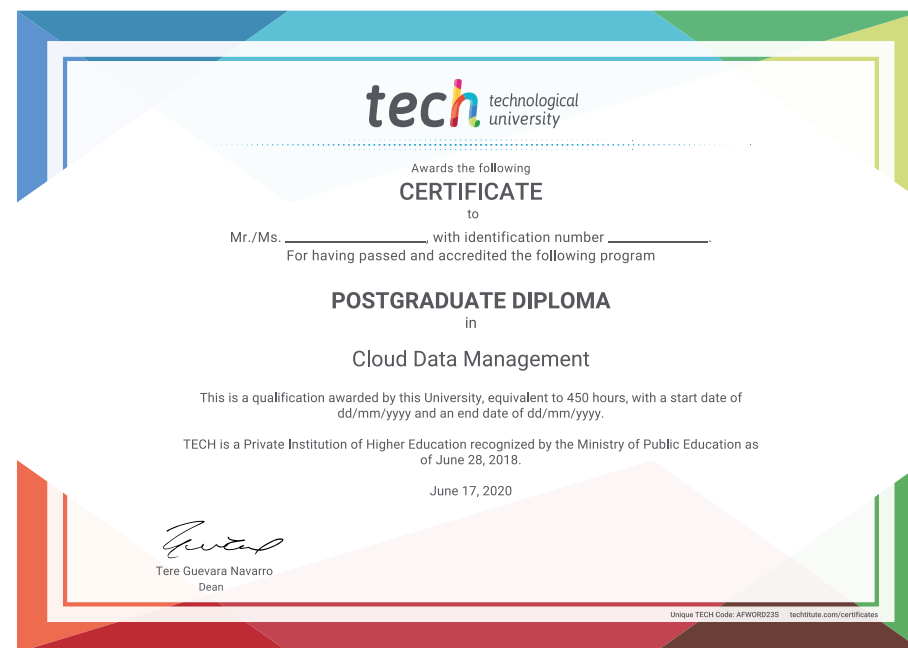 tech technological
university
Awards the following
CERTIFICATE
to
Mr./Ms. ____________________, with identification number ______________.
For having passed and accredited the following program
POSTGRADUATE DIPLOMA
in
Cloud Data Management
This is a qualification awarded by this University, equivalent to 450 hours, with a start date of
dd/mm/yyyy and an end date of dd/mm/yyyy.
TECH is a Private Institution of Higher Education recognized by the Ministry of Public Education as
of June 28, 2018.
June 17, 2020
Tere Guevara Navarro
Dean
Unique TECH Code: AFWORD23S techtitute.com/certificates